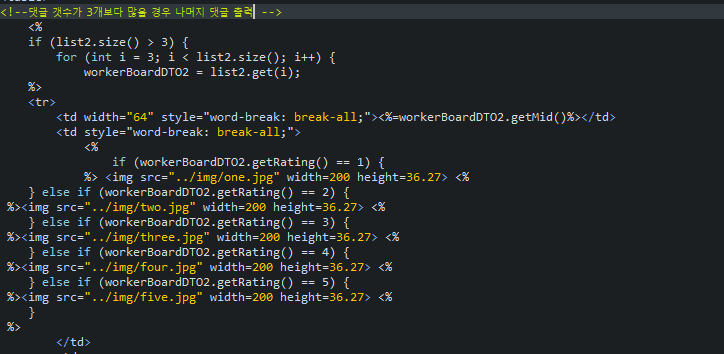 <!--댓글 갯수가 3개보다 많을 경우 나머지 댓글 출력 -->
<%
if (list2.size() > 3) {
for (int i = 3; i < list2.size(); i++) {
workerBoardDTO2 = list2.get(i);
%>
<tr>
<td width="64" style="word-break: break-all;"><%=workerBoardDTO2.getMid()%></td>
<td style="word-break: break-all;">
<%
if (workerBoardDTO2.getRating() == 1) {
%> <img src="../img/one.jpg" width=200 height=36.27> <%
} else if (workerBoardDTO2.getRating() == 2) {
%><img src="../img/two.jpg" width=200 height=36.27> <%
} else if (workerBoardDTO2.getRating() == 3) {
%><img src="../img/three.jpg" width=200 height=36.27> <%
} else if (workerBoardDTO2.getRating() == 4) {
%><img src="../img/four.jpg" width=200 height=36.27> <%
} else if (workerBoardDTO2.getRating() == 5) {
%><img src="../img/five.jpg" width=200 height=36.27> <%
}
%>
</td>